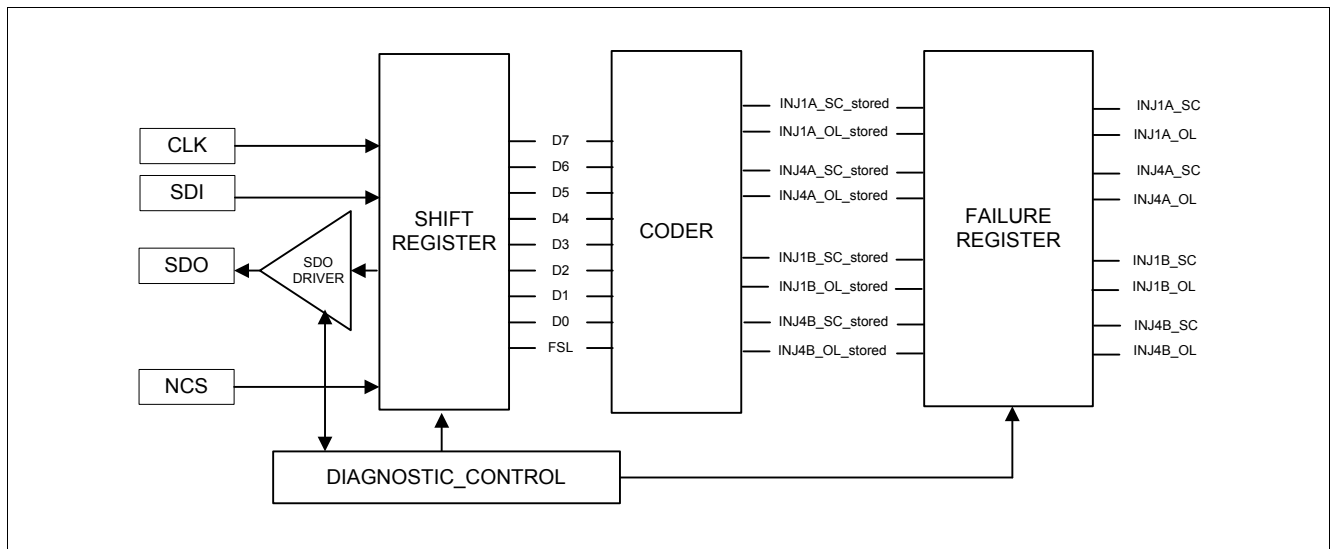 CLK
SDI
SDO
NCS
SDO
DRIVER
SHIFT
REGISTER
D7
D6
D5
D4
D3
D2
D1
D0
FSL
CODER
INJ1A_SC_stored
INJ1A_OL_stored
INJ4A_SC_stored
INJ4A_OL_stored
INJ1B_SC_stored
INJ1B_OL_stored
INJ4B_SC_stored
INJ4B_OL_stored
FAILURE
REGISTER
INJ1A_SC
INJ1A_OL
INJ4A_SC
INJ4A_OL
INJ1B_SC
INJ1B_OL
INJ4B_SC
INJ4B_OL
DIAGNOSTIC_CONTROL